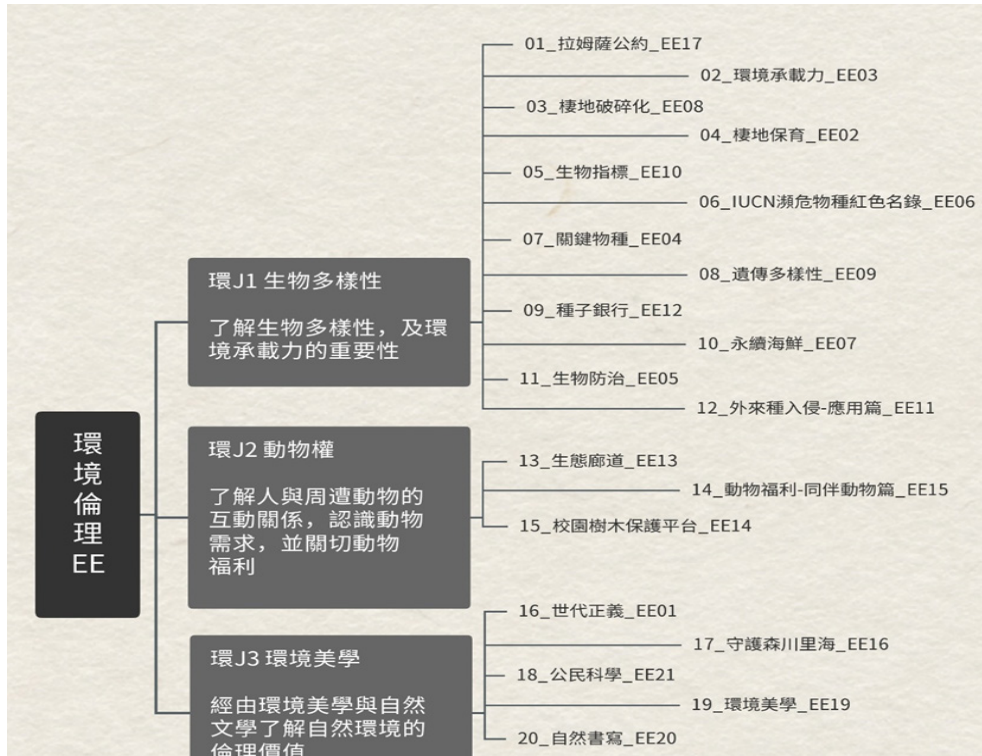 環
境
倫
理
EE
環J1 生物多樣性
了解生物多樣性，及環
境承載力的重要性
01_拉姆薩公約_EE17
02_環境承載力_EE03
03_棲地破碎化_EE08
04_棲地保育_EE02
05_生物指標_EE10
06_IUCN瀕危物種紅色名錄_EE06
07_關鍵物種_EE04
08_遺傳多樣性_EE09
09_種子銀行_EE12
10_永續海鮮_EE07
11_生物防治_EE05
12_外來種入侵-應用篇_EE11
環J2 動物權
了解人與周遭動物的
互動關係，認識動物
需求，並關切動物
福利
13_生態廊道_EE13
14_動物福利-同伴動物篇_EE15
15_校園樹木保護平台_EE14
環J3 環境美學
經由環境美學與自然
文學了解自然環境的
倫理價值
16_世代正義_EE01
17_守護森川里海_EE16
18_公民科學_EE21
19_環境美學_EE19
20_自然書寫_EE20